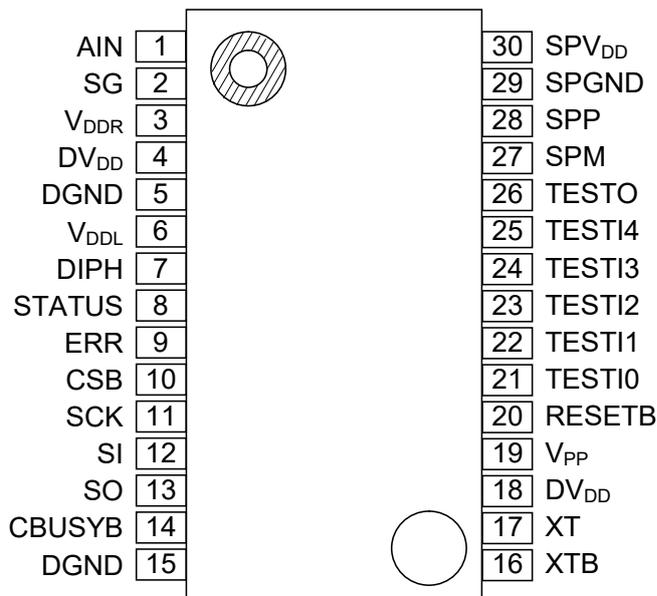 AIN 1 30 SPVDD
SG 2 29 SPGND
VDDR 3 28 SPP
DVDD 4 27 SPM
DGND 5 26 TESTO
VDDL 6 25 TESTI4
DIPH 7 24 TESTI3
STATUS 8 23 TESTI2
ERR 9 22 TESTI1
CSB 10 21 TESTI0
SCK 11 20 RESETB
SI 12 19 VPP
SO 13 18 DVDD
CBUSYB 14 17 XT
DGND 15 16 XTB